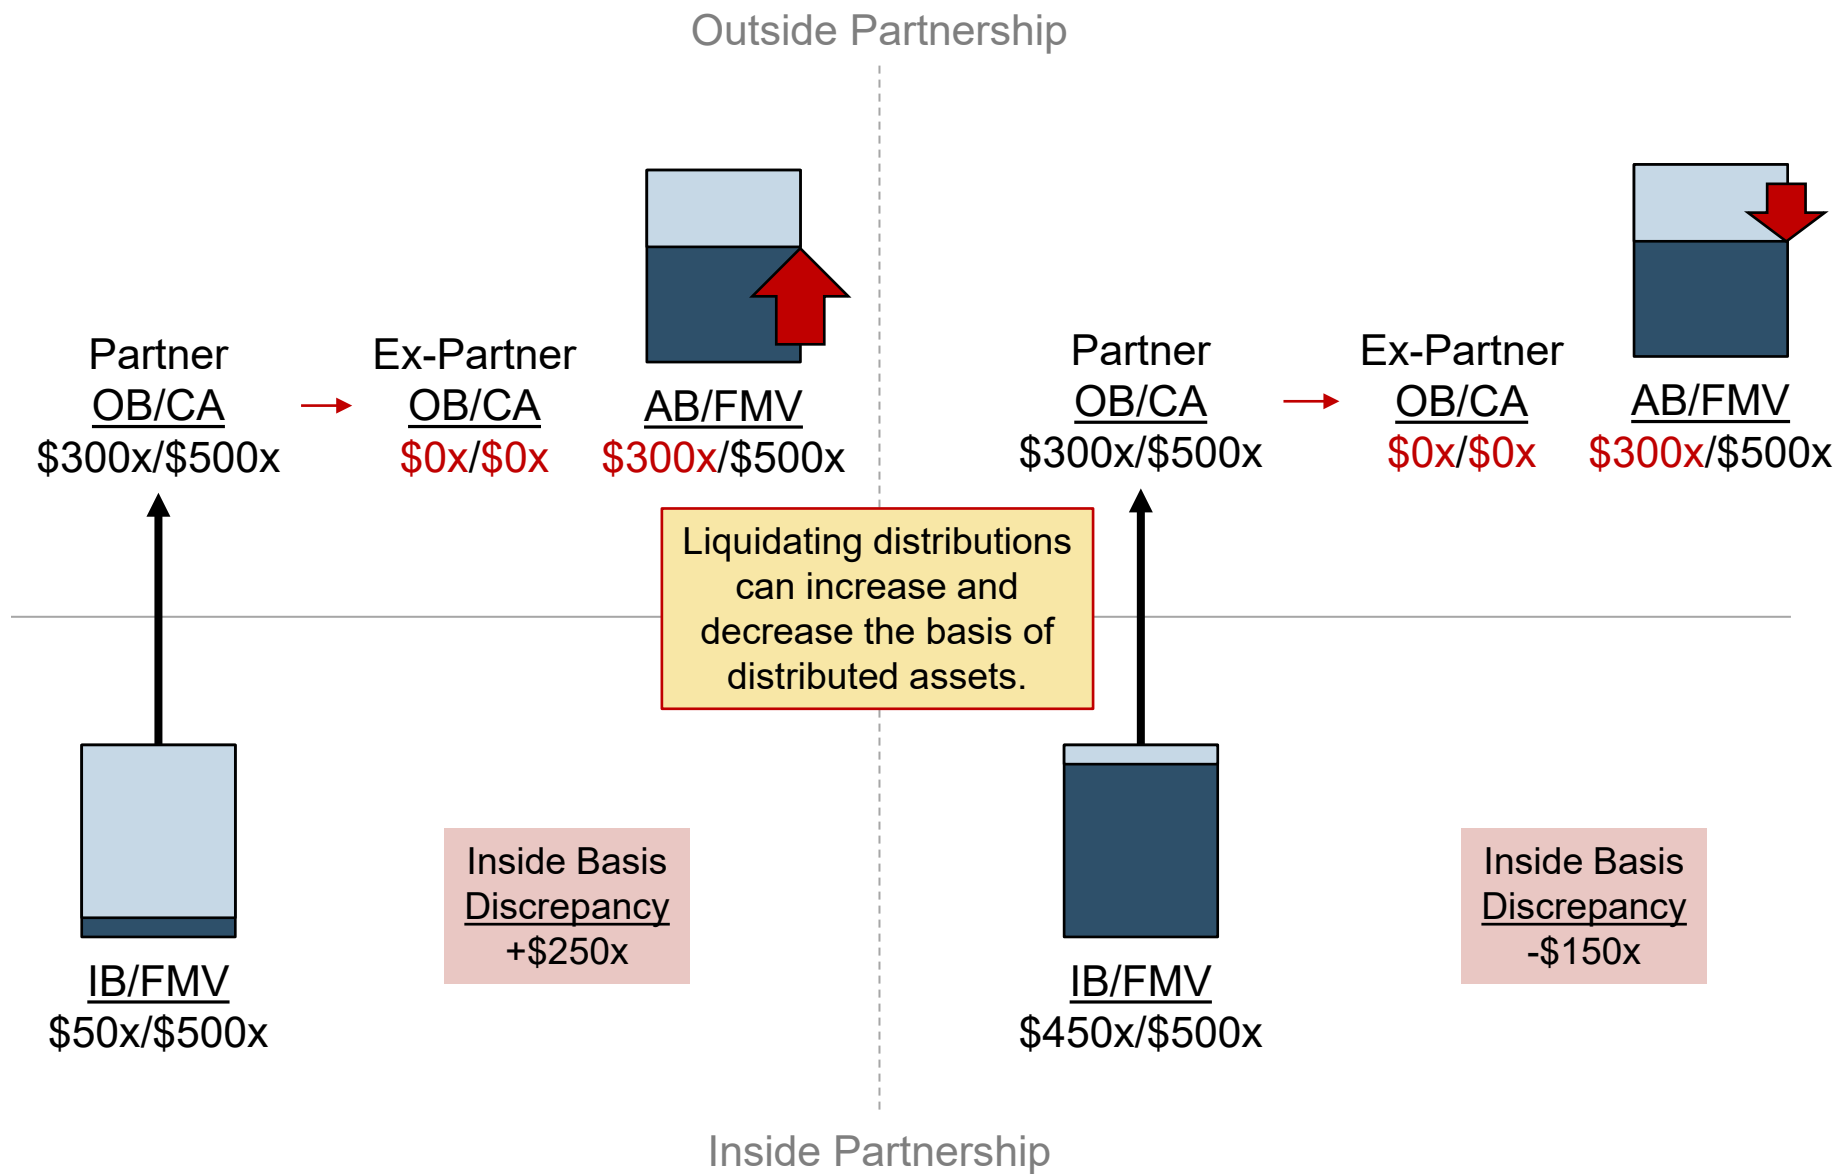 Outside Partnership
Partner
OB/CA
$300x/$500x
Ex-Partner
OB/CA
$0x/$0x
AB/FMV
$300x/$500x
Partner
OB/CA
$300x/$500x
Ex-Partner
OB/CA
$0x/$0x
AB/FMV
$300x/$500x
Liquidating distributions
can increase and
decrease the basis of
distributed assets.
Inside Basis
Discrepancy
+$250x
IB/FMV
$50x/$500x
Inside Basis
Discrepancy
-$150x
IB/FMV
$450x/$500x
Inside Partnership